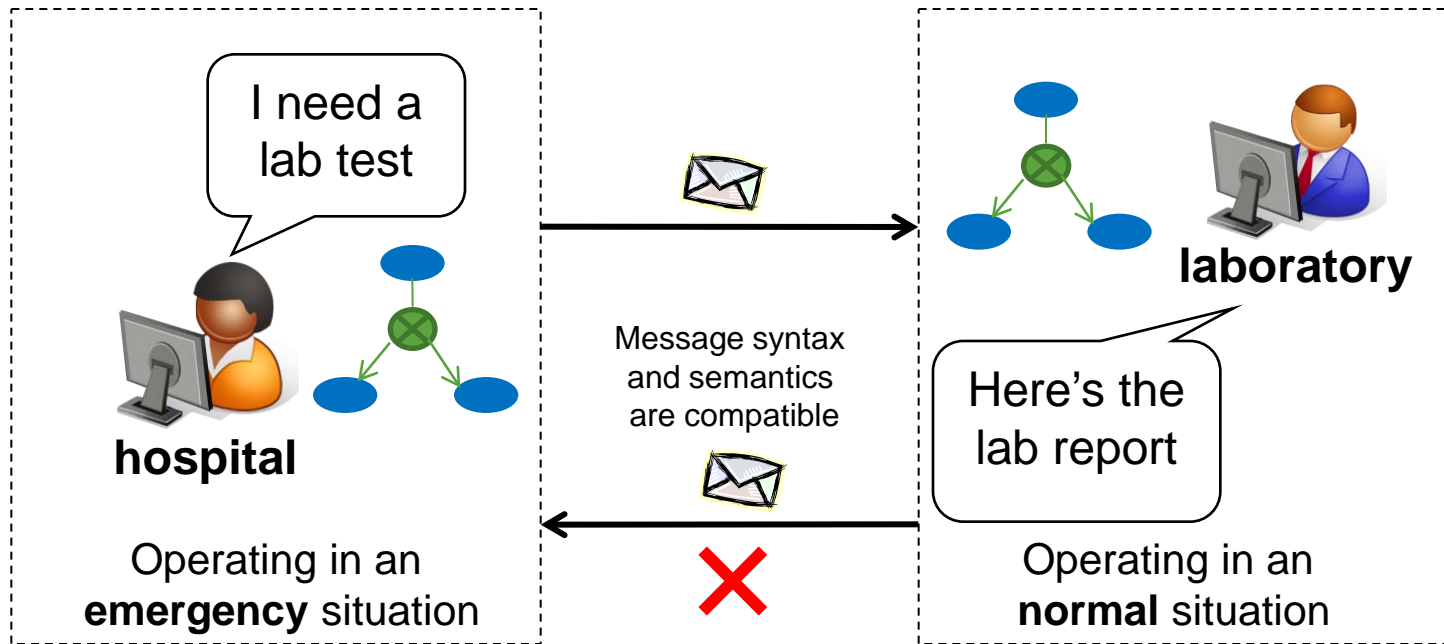 I need a
lab test
hospital
Operating in an
emergency situation
Message syntax
and semantics
are compatible
laboratory
Here’s the
lab report
Operating in an
normal situation